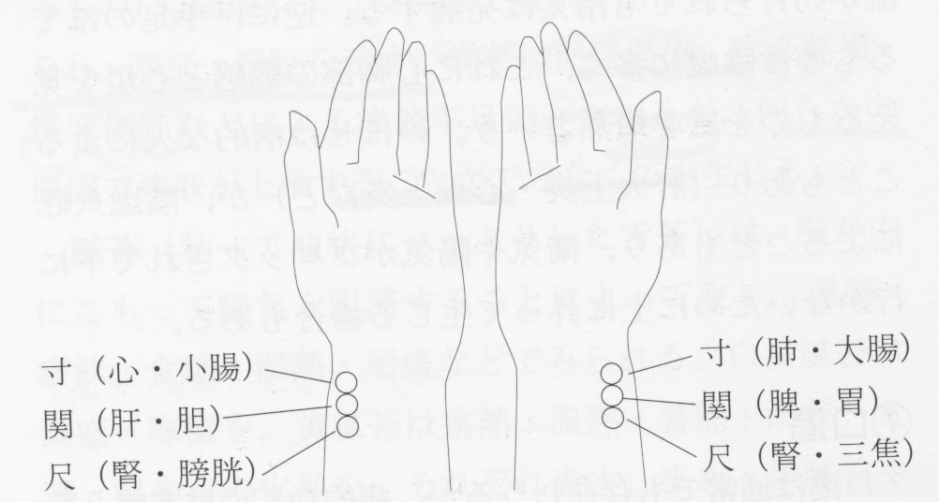 寸（心・小腸）
関（肝・胆）
尺（腎・膀胱）
寸（肺・大腸）
関（脾・胃）
尺（腎・三焦）